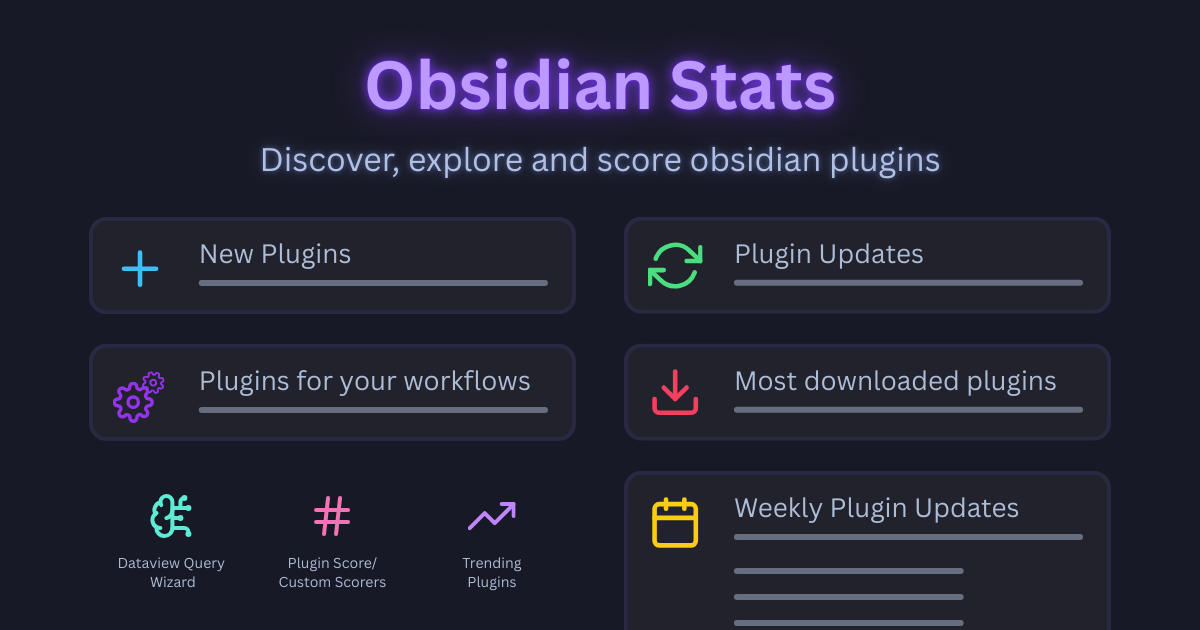 Obsidian Stats
Discover, explore and score obsidian plugins
New Plugins
Plugin Updates
Plugins for your workflows
Most downloaded plugins
Weekly Plugin Updates
Dataview Query
Wizard
Plugin Score/
Custom Scorers
Trending
Plugins